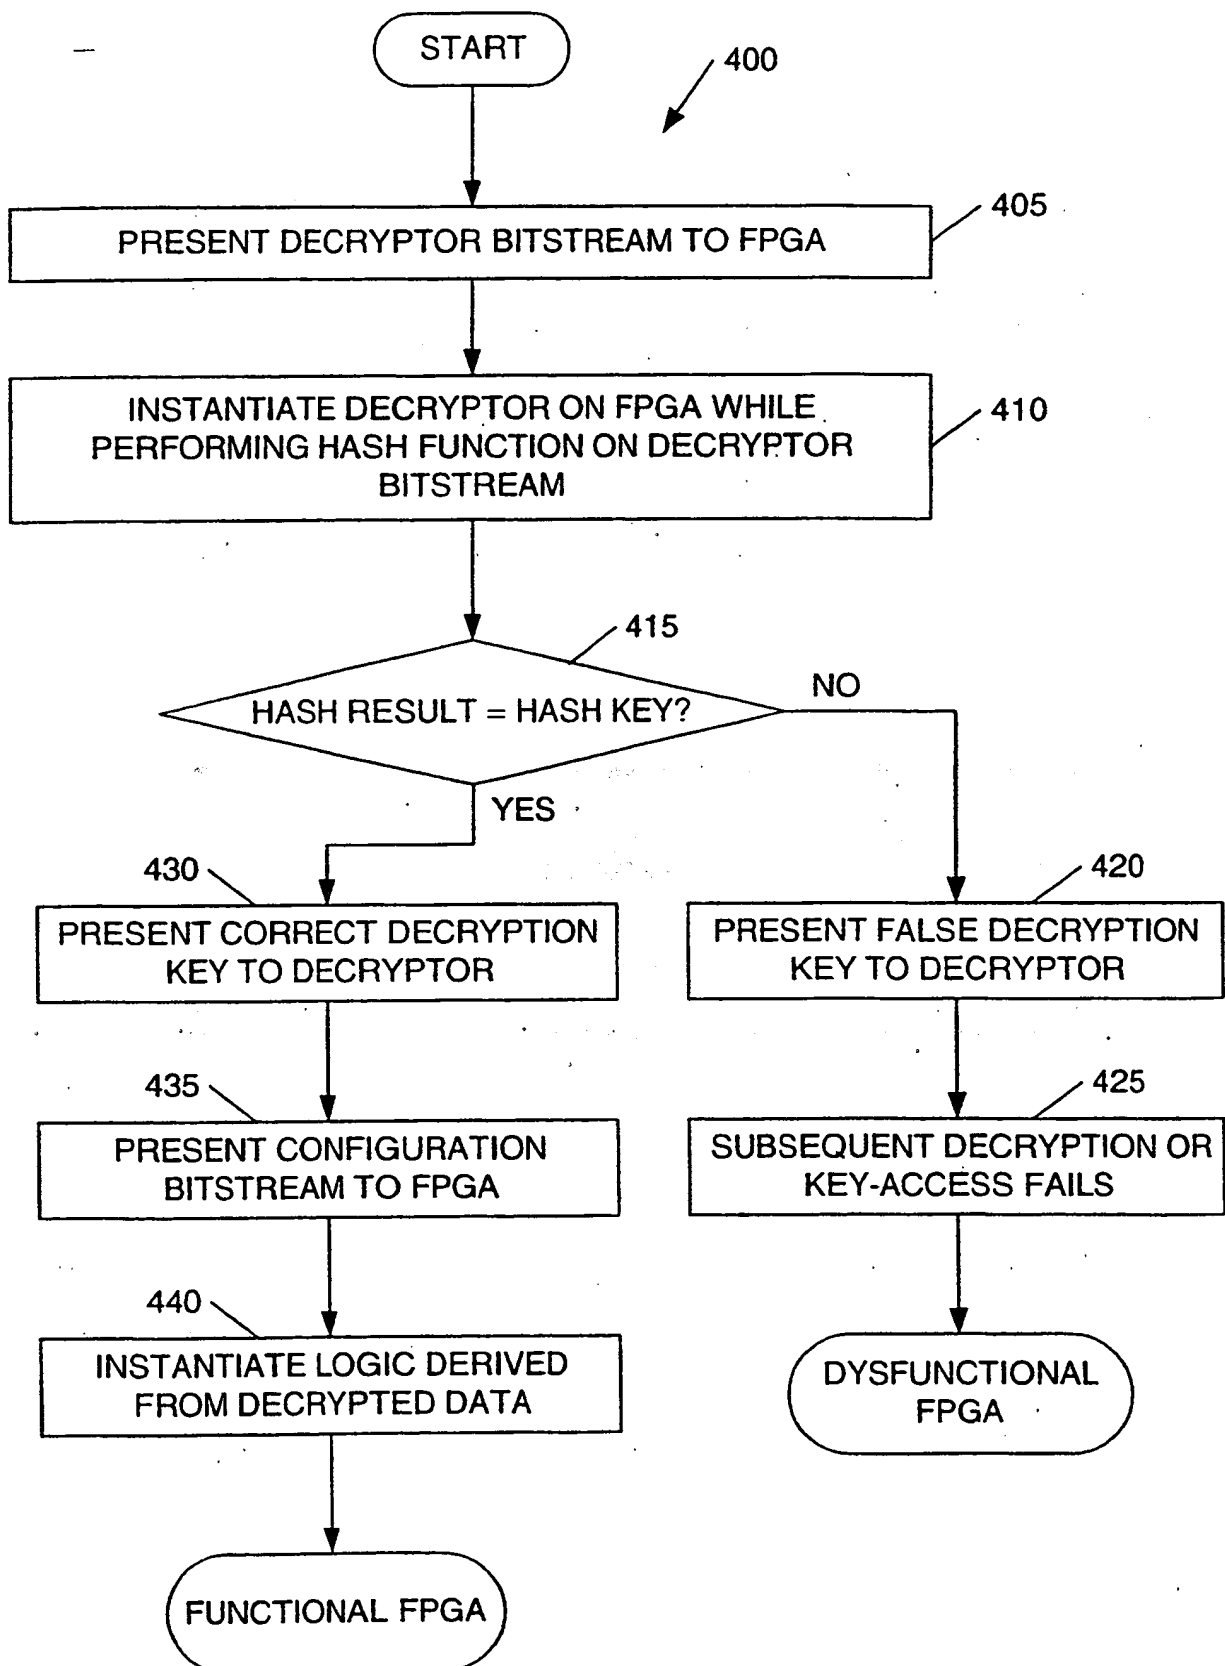 START
400
405
PRESENT DECRYPTOR BITSTREAM TO FPGA
INSTANTIATE DECRYPTOR ON FPGA WHILE
PERFORMING HASH FUNCTION ON DECRYPTOR
BITSTREAM
410
415
HASH RESULT = HASH KEY?
NO
YES
430
PRESENT CORRECT DECRYPTION
KEY TO DECRYPTOR
420
PRESENT FALSE DECRYPTION
KEY TO DECRYPTOR
435
PRESENT CONFIGURATION
BITSTREAM TO FPGA
425
SUBSEQUENT DECRYPTION OR
KEY-ACCESS FAILS
440
INSTANTIATE LOGIC DERIVED
FROM DECRYPTED DATA
DYSFUNCTIONAL
FPGA
FUNCTIONAL FPGA